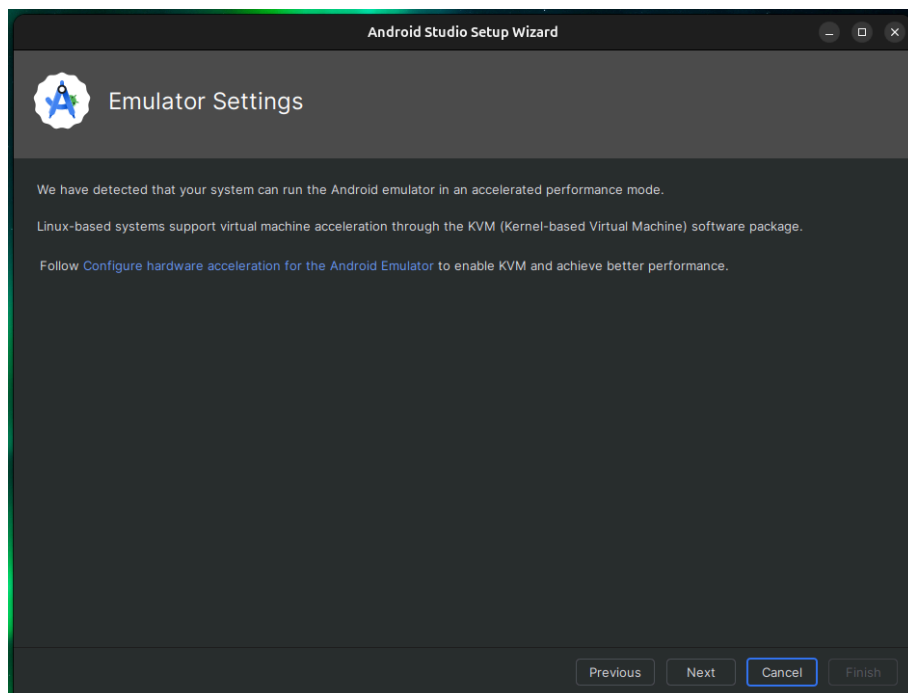 Android Studio Setup Wizard
Emulator Settings
We have detected that your system can run the Android emulator in an accelerated performance mode.
Linux-based systems support virtual machine acceleration through the KVM (Kernel-based Virtual Machine) software package.
Follow Configure hardware acceleration for the Android Emulator to enable KVM and achieve better performance.
Previous Next Cancel Finish